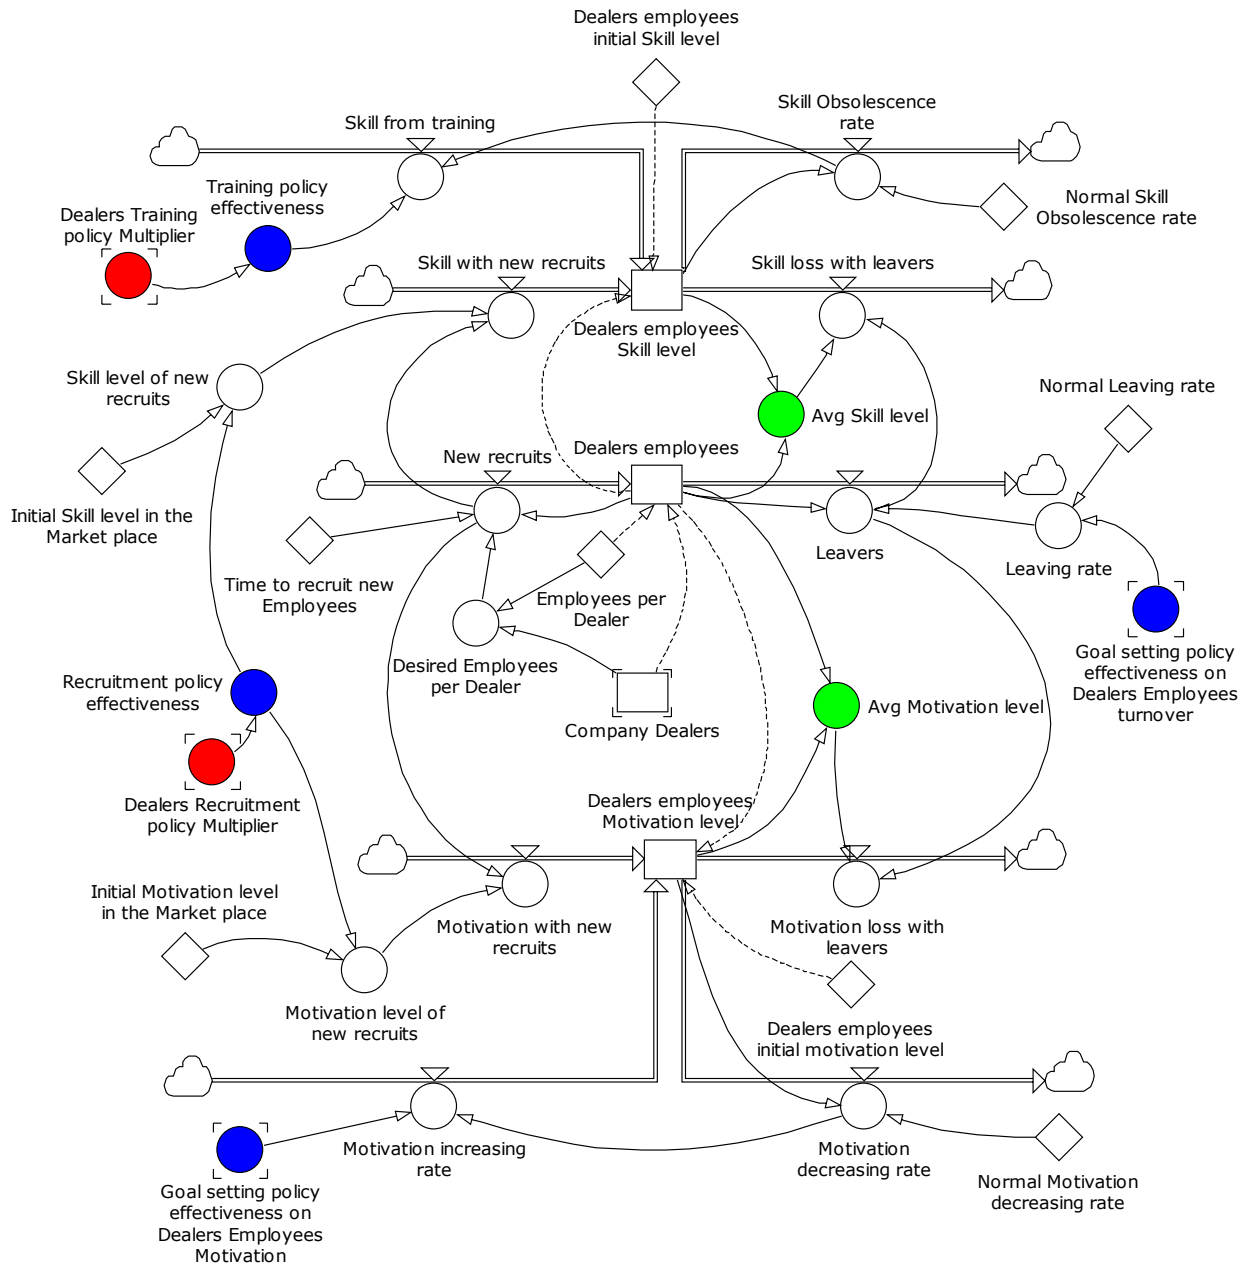 Dealers employees
initial Skill level
Skill Obsolescence
rate
Skill from training
Training policy
effectiveness
Dealers Training
policy Multiplier
Normal Skill
Obsolescence rate
Skill with new recruits
Skill loss with leavers
Dealers employees
Skill level
Skill level of new
recruits
Normal Leaving rate
Avg Skill level
Dealers employees
New recruits
Initial Skill level in the
Market place
Leavers
Leaving rate
Time to recruit new
Employees
Employees per
Dealer
Desired Employees
per Dealer
Goal setting policy
effectiveness on
Dealers Employees
turnover
Recruitment policy
effectiveness
Company Dealers
Avg Motivation level
Dealers Recruitment
policy Multiplier
Dealers employees
Motivation level
Initial Motivation level
in the Market place
Motivation with new
recruits
Motivation loss with
leavers
Motivation level of
new recruits
Dealers employees
initial motivation level
Motivation increasing
rate
Motivation
decreasing rate
Normal Motivation
decreasing rate
Goal setting policy
effectiveness on
Dealers Employees
Motivation